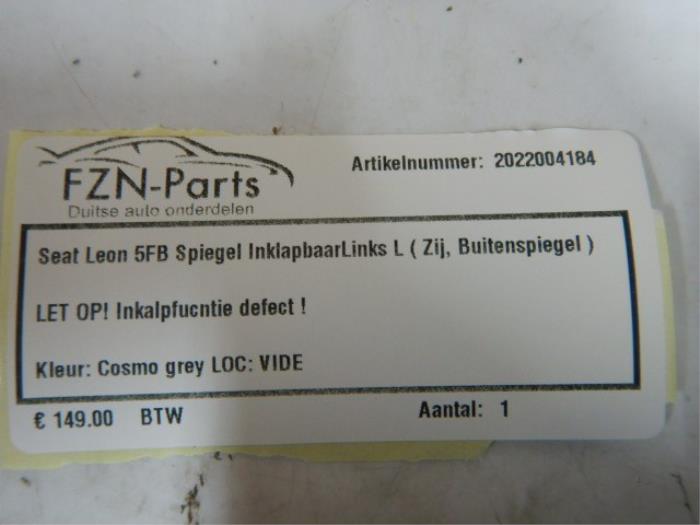 FZN-Parts
Duitse auto onderdelen
Artikelnummer: 2022004184
Seat Leon 5FB Spiegel InklapbaarLinks L ( Zij, Buitenspiegel )
LET OP! Inkalpfucntie defect !
Kleur: Cosmo grey LOC: VIDE
€ 149.00 BTW Aantal: 1